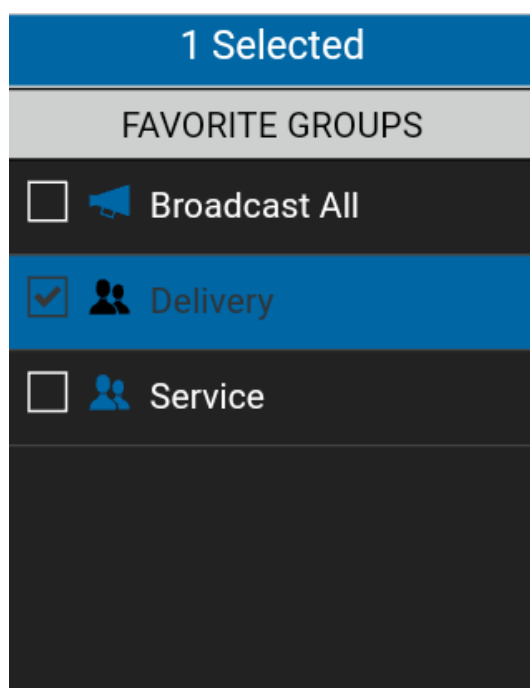 1 Selected
FAVORITE GROUPS
Broadcast All
Delivery
Service